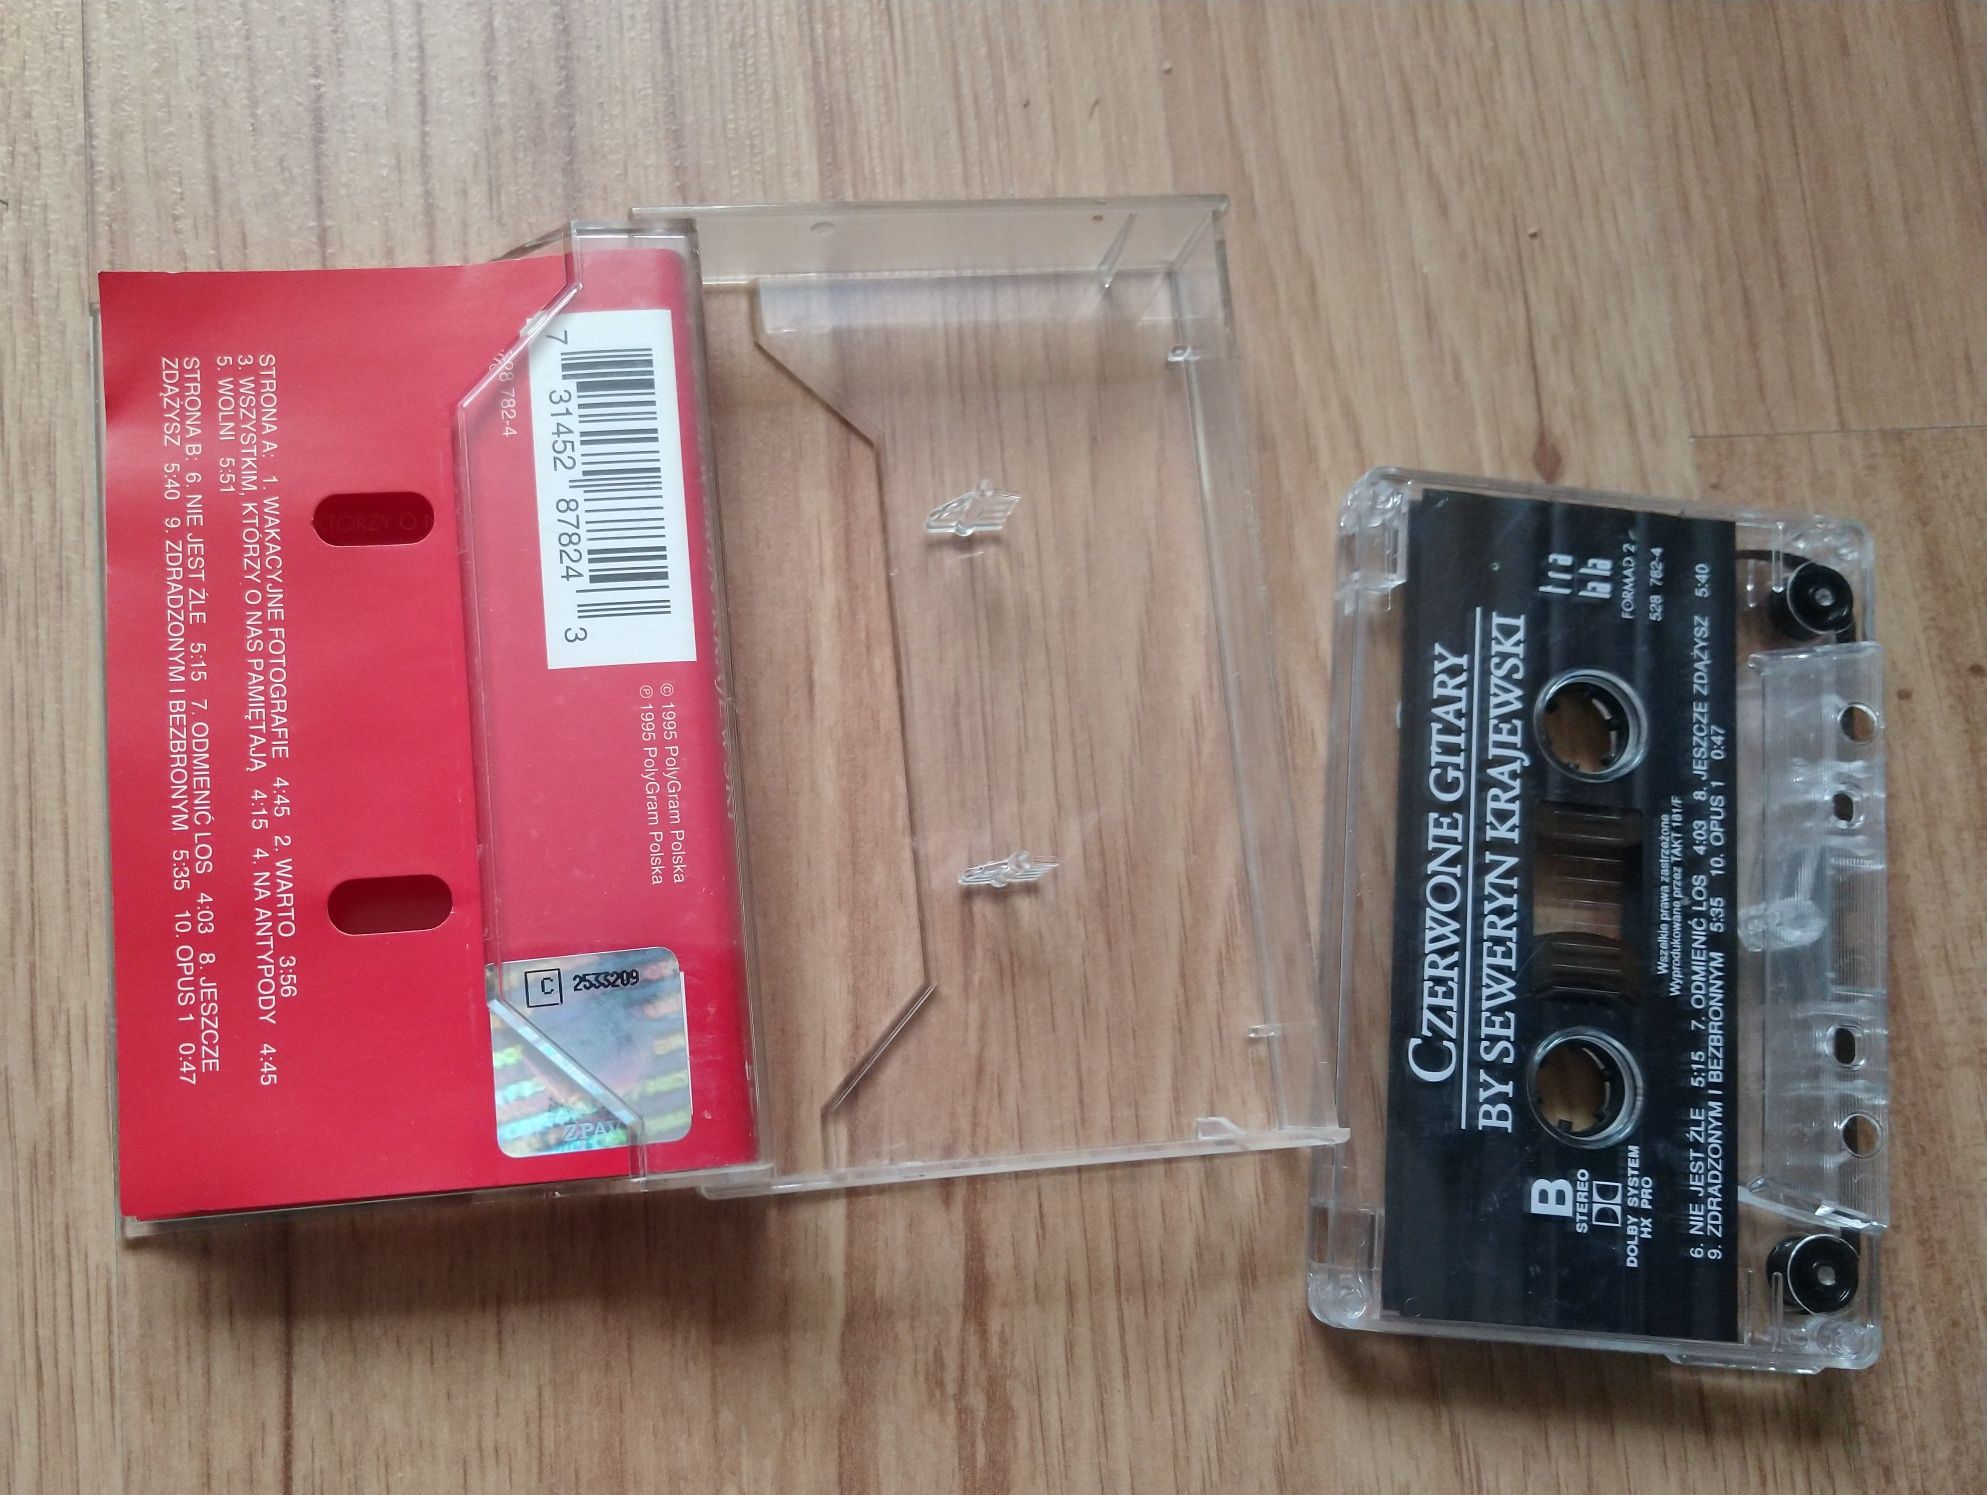 STRONA A: 1. WAKACYJNE FOTOGRAFIE 4:45 2. WARTO 3:56
3. WSZYSTKIM, KTÓRZY O NAS PAMIĘTAJĄ 4:15 4. NA ANTYPODY 4:45
5. WOLNI 5:51
STRONA B: 6. NIE JEST ŹLE 5:15 7. ODMIENIĆ LOS 4:03 8. JESZCZE
ZDĄŻYSZ 5:40 9. ZDRADZONYM I BEZBRONYM 5:35 10. OPUS 1 0:47
782-4
7 31452 87824 3
© 1995 PolyGram Polska
℗ 1995 PolyGram Polska
C 2533209
ZPAV
CZERWONE GITARY
BY SEWERYN KRAJEWSKI
tra
lala
FORMAD 2
528 782-4
B
STEREO
DOLBY SYSTEM
HX PRO
Wszelkie prawa zastrzeżone
Wyprodukowane przez TAKT 181/F
6. NIE JEST ŹLE 5:15 7. ODMIENIĆ LOS 4:03 8. JESZCZE ZDĄŻYSZ 5:40
9. ZDRADZONYM I BEZBRONNYM 5:35 10. OPUS 1 0:47